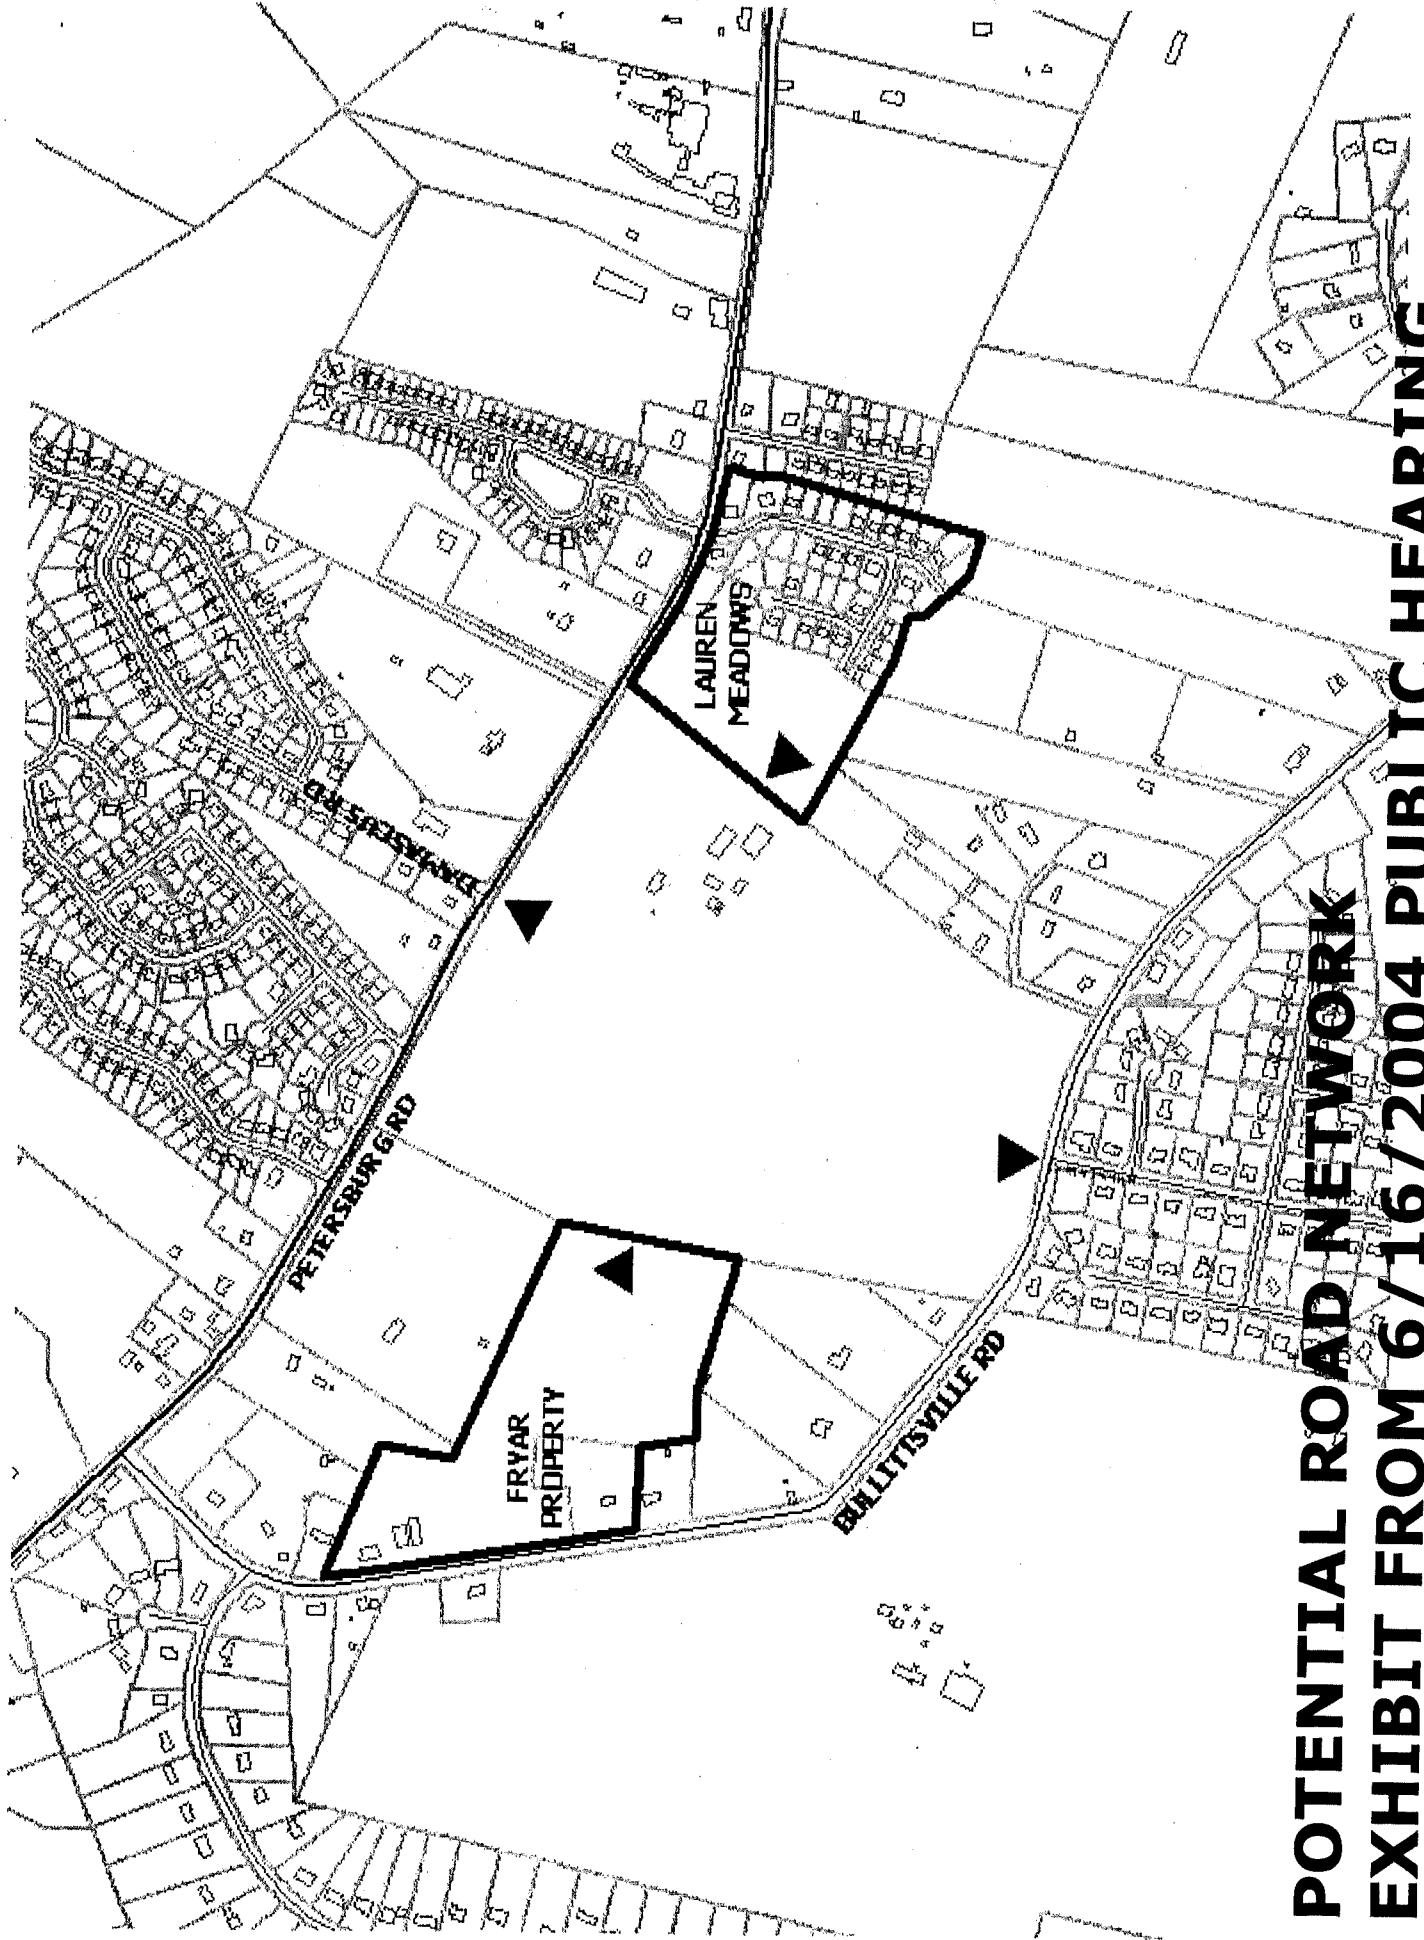 LAUREN
MEADOWS
DAMASCUS RD
PETERSBURG RD
FRYAR
PROPERTY
BULLITTSVILLE RD
POTENTIAL ROAD NETWORK
EXHIBIT FROM 6/16/2004 PUBLIC HEARING